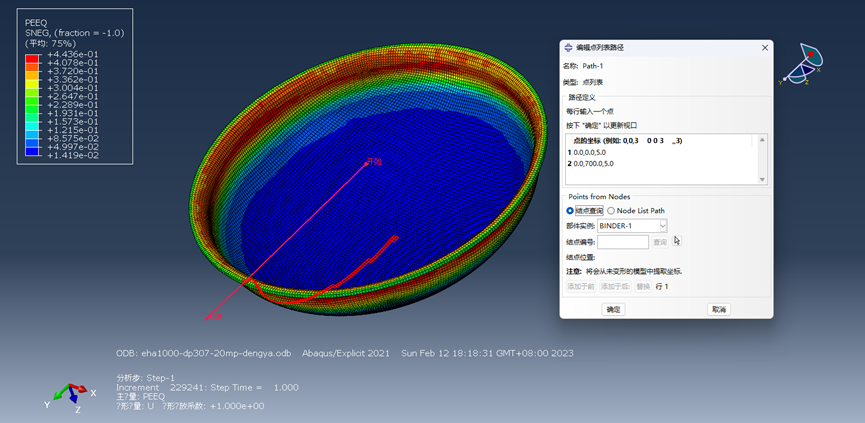 PEEQ
SNEG, (fraction = -1.0)
(平均: 75%)
+4.436e-01
+4.078e-01
+3.720e-01
+3.362e-01
+3.004e-01
+2.647e-01
+2.289e-01
+1.931e-01
+1.573e-01
+1.215e-01
+8.575e-02
+4.997e-02
+1.419e-02
开始
编辑点列表路径
名称: Path-1
类型: 点列表
路径定义
每行输入一个点
按下 "确定" 以更新视口
点的坐标 (例如: 0,0,3 0 0 3 ,,3)
1 0.0,0.0,5.0
2 0.0,700.0,5.0
Points from Nodes
结点查询 Node List Path
部件实例: BINDER-1
结点编号: 查询
结点位置:
注意: 将会从未变形的模型中提取坐标.
添加于前 添加于后: 替换 行 1
确定 取消
X
Y
Z
ODB: eha1000-dp307-20mp-dengya.odb Abaqus/Explicit 2021 Sun Feb 12 18:18:31 GMT+08:00 2023
分析步: Step-1
Increment 229241: Step Time = 1.000
主?量: PEEQ
?形?量: U ?形?放系数: +1.000e+00
Y
X
Z